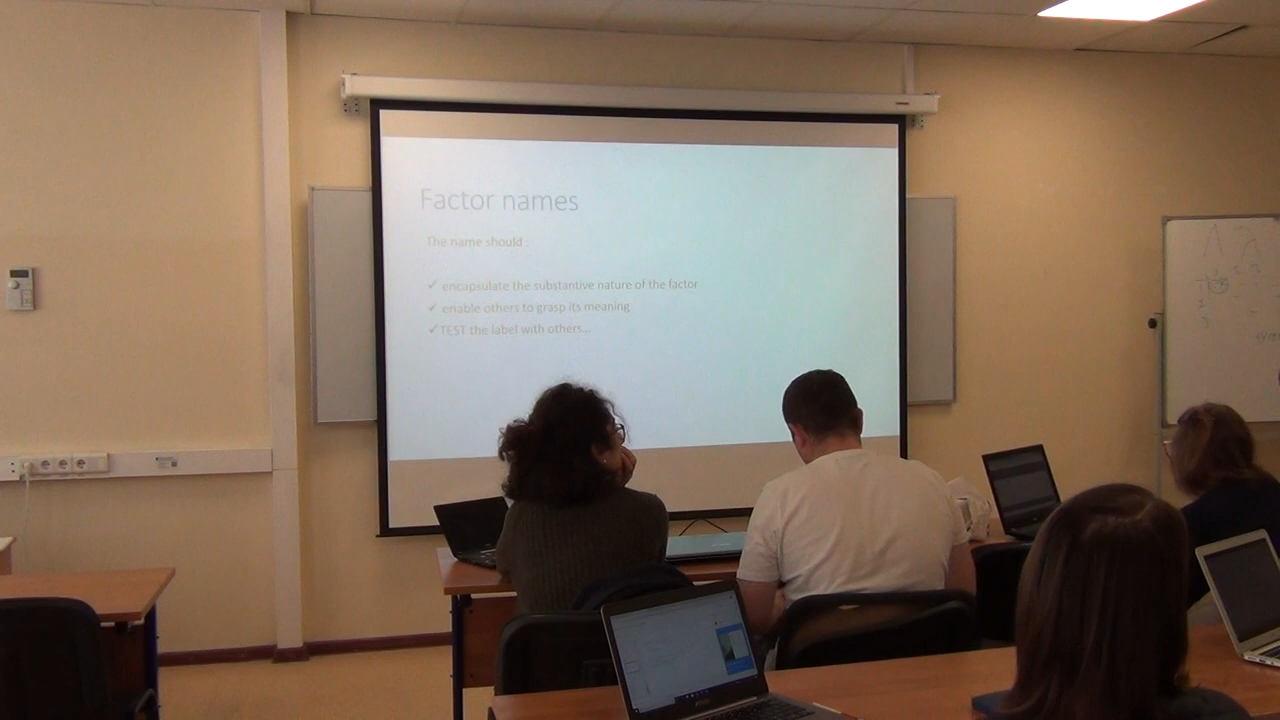 Factor names
The name should :
✓ encapsulate the substantive nature of the factor
✓ enable others to grasp its meaning
✓ TEST the label with others...